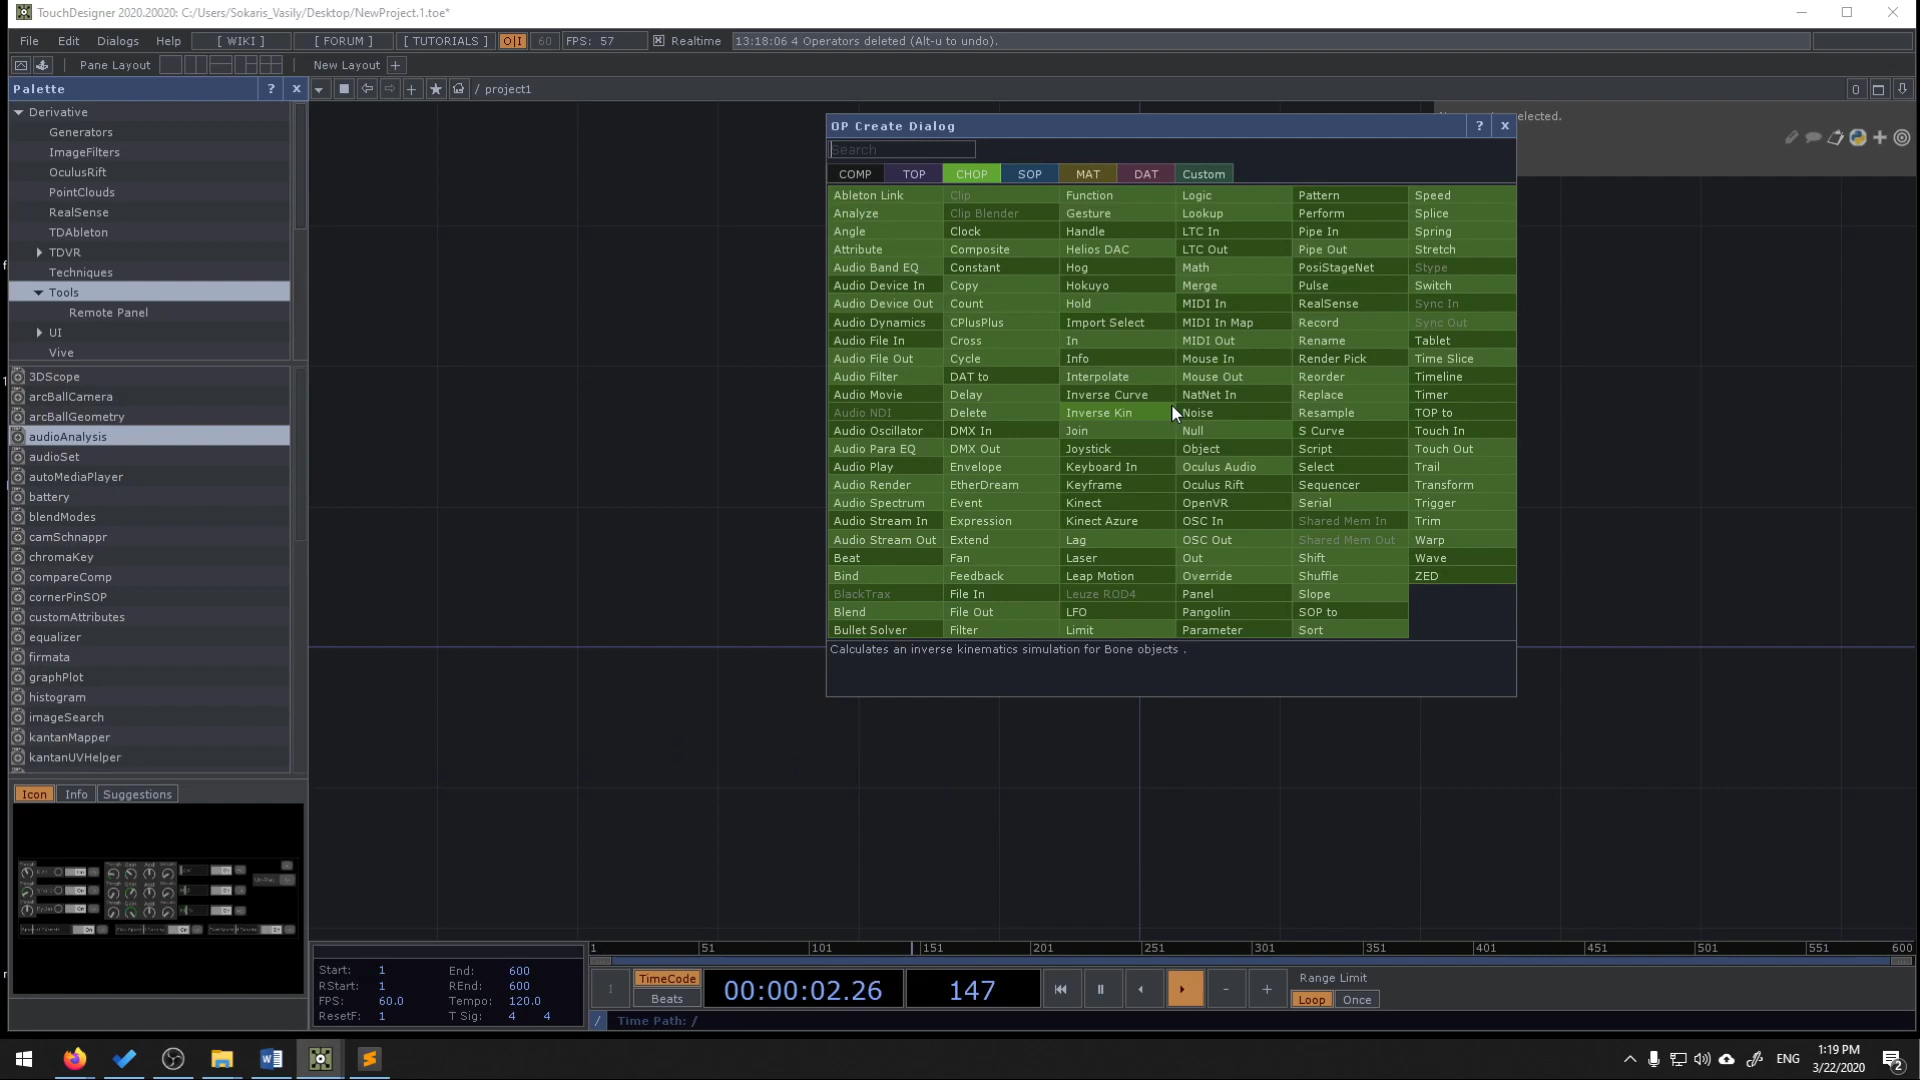 TouchDesigner 2020.20020: C:/Users/Sokaris_Vasily/Desktop/NewProject.1.toe*
File Edit Dialogs Help [ WIKI ] [ FORUM ] [ TUTORIALS ] O|I 60 FPS: 57 Realtime 13:18:06 4 Operators deleted (Alt-u to undo).
Pane Layout New Layout +
Palette ? x / project1 0
Derivative
Generators
ImageFilters
OculusRift
PointClouds
RealSense
TDAbleton
TDVR
Techniques
Tools
Remote Panel
UI
Vive
3DScope
arcBallCamera
arcBallGeometry
audioAnalysis
audioSet
autoMediaPlayer
battery
blendModes
camSchnappr
chromaKey
compareComp
cornerPinSOP
customAttributes
equalizer
firmata
graphPlot
histogram
imageSearch
kantanMapper
kantanUVHelper
Icon Info Suggestions
selected.
OP Create Dialog ? x
Search
COMP TOP CHOP SOP MAT DAT Custom
Ableton Link Clip Function Logic Pattern Speed
Analyze Clip Blender Gesture Lookup Perform Splice
Angle Clock Handle LTC In Pipe In Spring
Attribute Composite Helios DAC LTC Out Pipe Out Stretch
Audio Band EQ Constant Hog Math PosiStageNet Stype
Audio Device In Copy Hokuyo Merge Pulse Switch
Audio Device Out Count Hold MIDI In RealSense Sync In
Audio Dynamics CPlusPlus Import Select MIDI In Map Record Sync Out
Audio File In Cross In MIDI Out Rename Tablet
Audio File Out Cycle Info Mouse In Render Pick Time Slice
Audio Filter DAT to Interpolate Mouse Out Reorder Timeline
Audio Movie Delay Inverse Curve NatNet In Replace Timer
Audio NDI Delete Inverse Kin Noise Resample TOP to
Audio Oscillator DMX In Join Null S Curve Touch In
Audio Para EQ DMX Out Joystick Object Script Touch Out
Audio Play Envelope Keyboard In Oculus Audio Select Trail
Audio Render EtherDream Keyframe Oculus Rift Sequencer Transform
Audio Spectrum Event Kinect OpenVR Serial Trigger
Audio Stream In Expression Kinect Azure OSC In Shared Mem In Trim
Audio Stream Out Extend Lag OSC Out Shared Mem Out Warp
Beat Fan Laser Out Shift Wave
Bind Feedback Leap Motion Override Shuffle ZED
BlackTrax File In Leuze ROD4 Panel Slope
Blend File Out LFO Pangolin SOP to
Bullet Solver Filter Limit Parameter Sort
Calculates an inverse kinematics simulation for Bone objects .
1 51 101 151 201 251 301 351 401 451 501 551 600
Start: 1 End: 600
RStart: 1 REnd: 600
FPS: 60.0 Tempo: 120.0
ResetF: 1 T Sig: 4 4
1 TimeCode Beats 00:00:02.26 147 - + Range Limit
Loop Once
/ Time Path: /
ENG 1:19 PM
3/22/2020 2